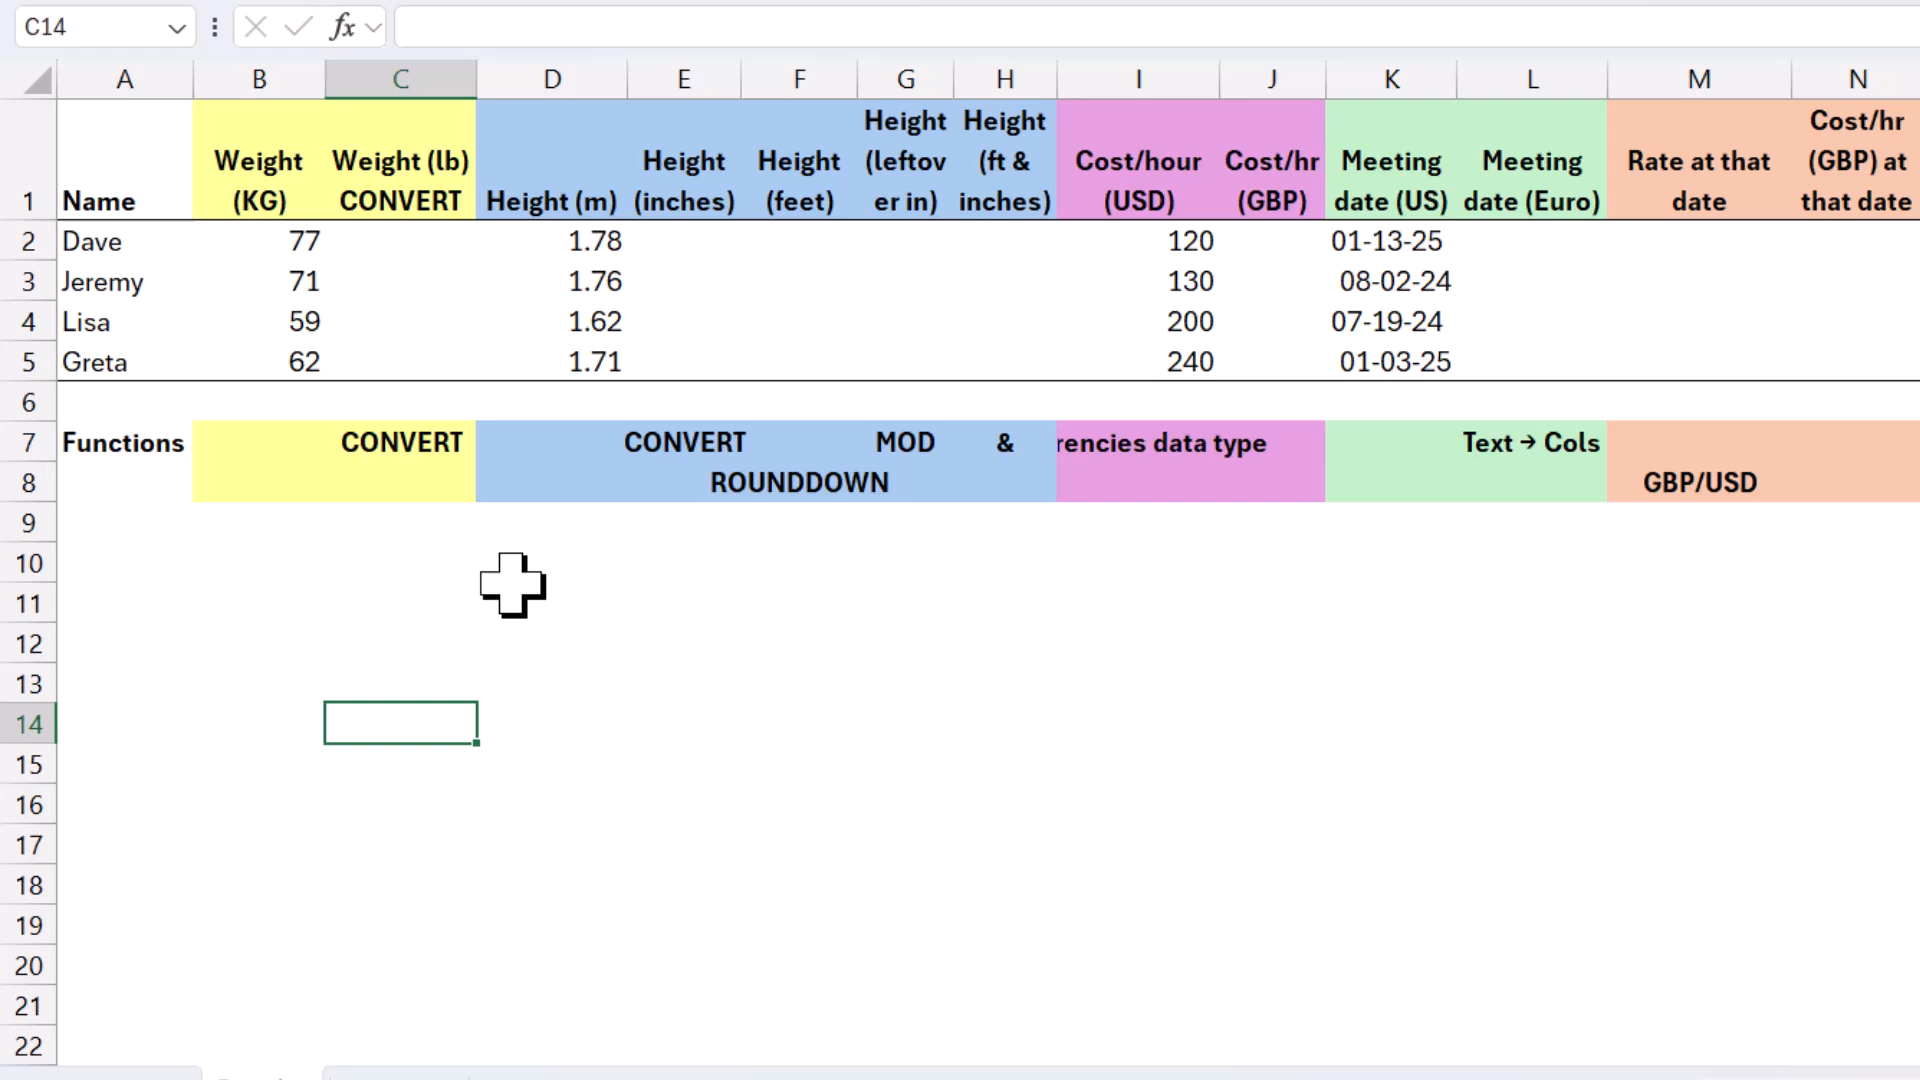 C14
fx
A B C D E F G H I J K L M N
1 Name Weight (KG) Weight (lb) CONVERT Height (m) Height (inches) Height (feet) Height (leftov er in) Height (ft & inches) Cost/hour (USD) Cost/hr (GBP) Meeting date (US) Meeting date (Euro) Rate at that date Cost/hr (GBP) at that date
2 Dave 77 1.78 120 01-13-25
3 Jeremy 71 1.76 130 08-02-24
4 Lisa 59 1.62 200 07-19-24
5 Greta 62 1.71 240 01-03-25
6
7 Functions CONVERT CONVERT MOD & rencies data type Text → Cols
8 ROUNDDOWN GBP/USD
9
10
11
12
13
14
15
16
17
18
19
20
21
22